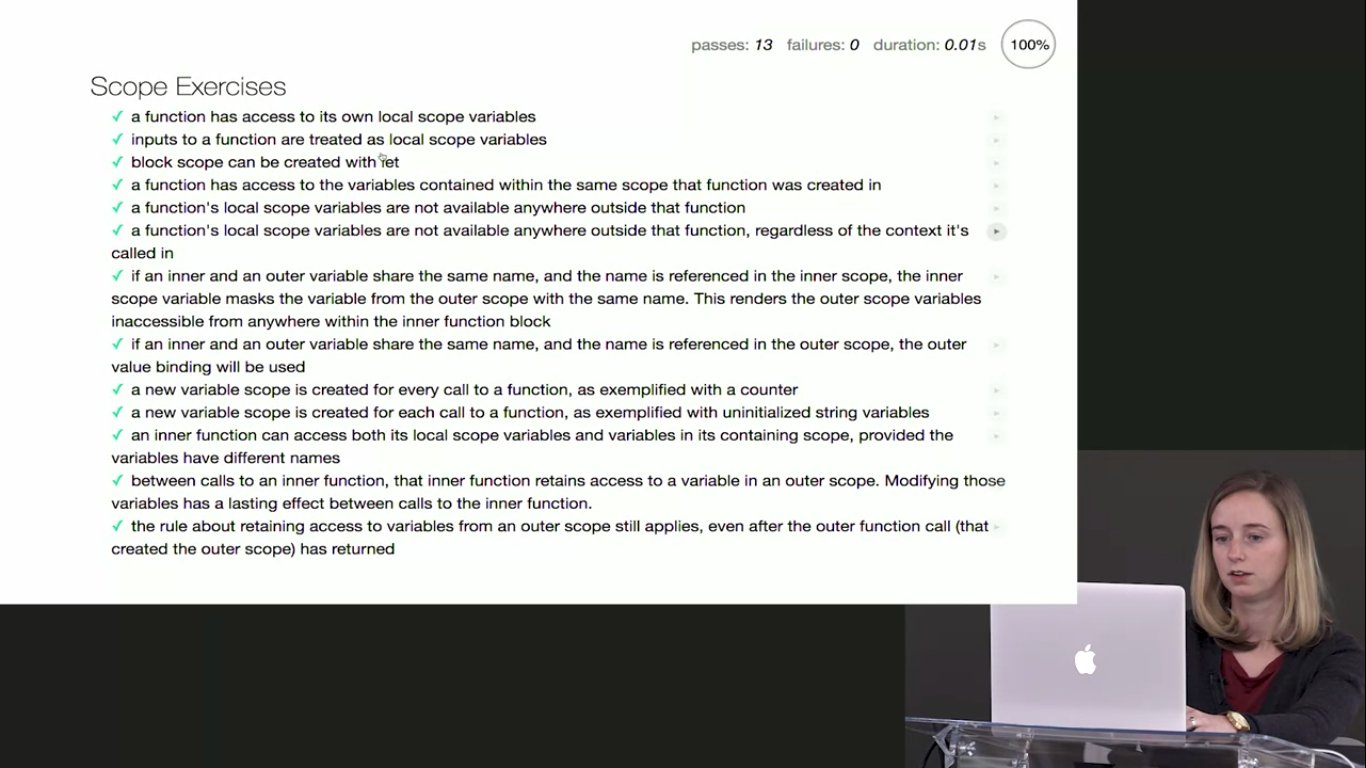 passes: 13 failures: 0 duration: 0.01s 100%
Scope Exercises
✓ a function has access to its own local scope variables
✓ inputs to a function are treated as local scope variables
✓ block scope can be created with let
✓ a function has access to the variables contained within the same scope that function was created in
✓ a function's local scope variables are not available anywhere outside that function
✓ a function's local scope variables are not available anywhere outside that function, regardless of the context it's
called in
✓ if an inner and an outer variable share the same name, and the name is referenced in the inner scope, the inner
scope variable masks the variable from the outer scope with the same name. This renders the outer scope variables
inaccessible from anywhere within the inner function block
✓ if an inner and an outer variable share the same name, and the name is referenced in the outer scope, the outer
value binding will be used
✓ a new variable scope is created for every call to a function, as exemplified with a counter
✓ a new variable scope is created for each call to a function, as exemplified with uninitialized string variables
✓ an inner function can access both its local scope variables and variables in its containing scope, provided the
variables have different names
✓ between calls to an inner function, that inner function retains access to a variable in an outer scope. Modifying those
variables has a lasting effect between calls to the inner function.
✓ the rule about retaining access to variables from an outer scope still applies, even after the outer function call (that
created the outer scope) has returned